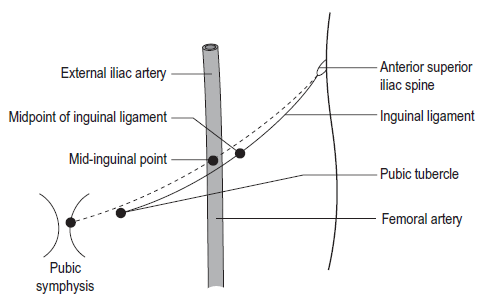 External iliac artery
Anterior superior
iliac spine
Midpoint of inguinal ligament
Inguinal ligament
Mid-inguinal point
Pubic tubercle
Femoral artery
Pubic
symphysis